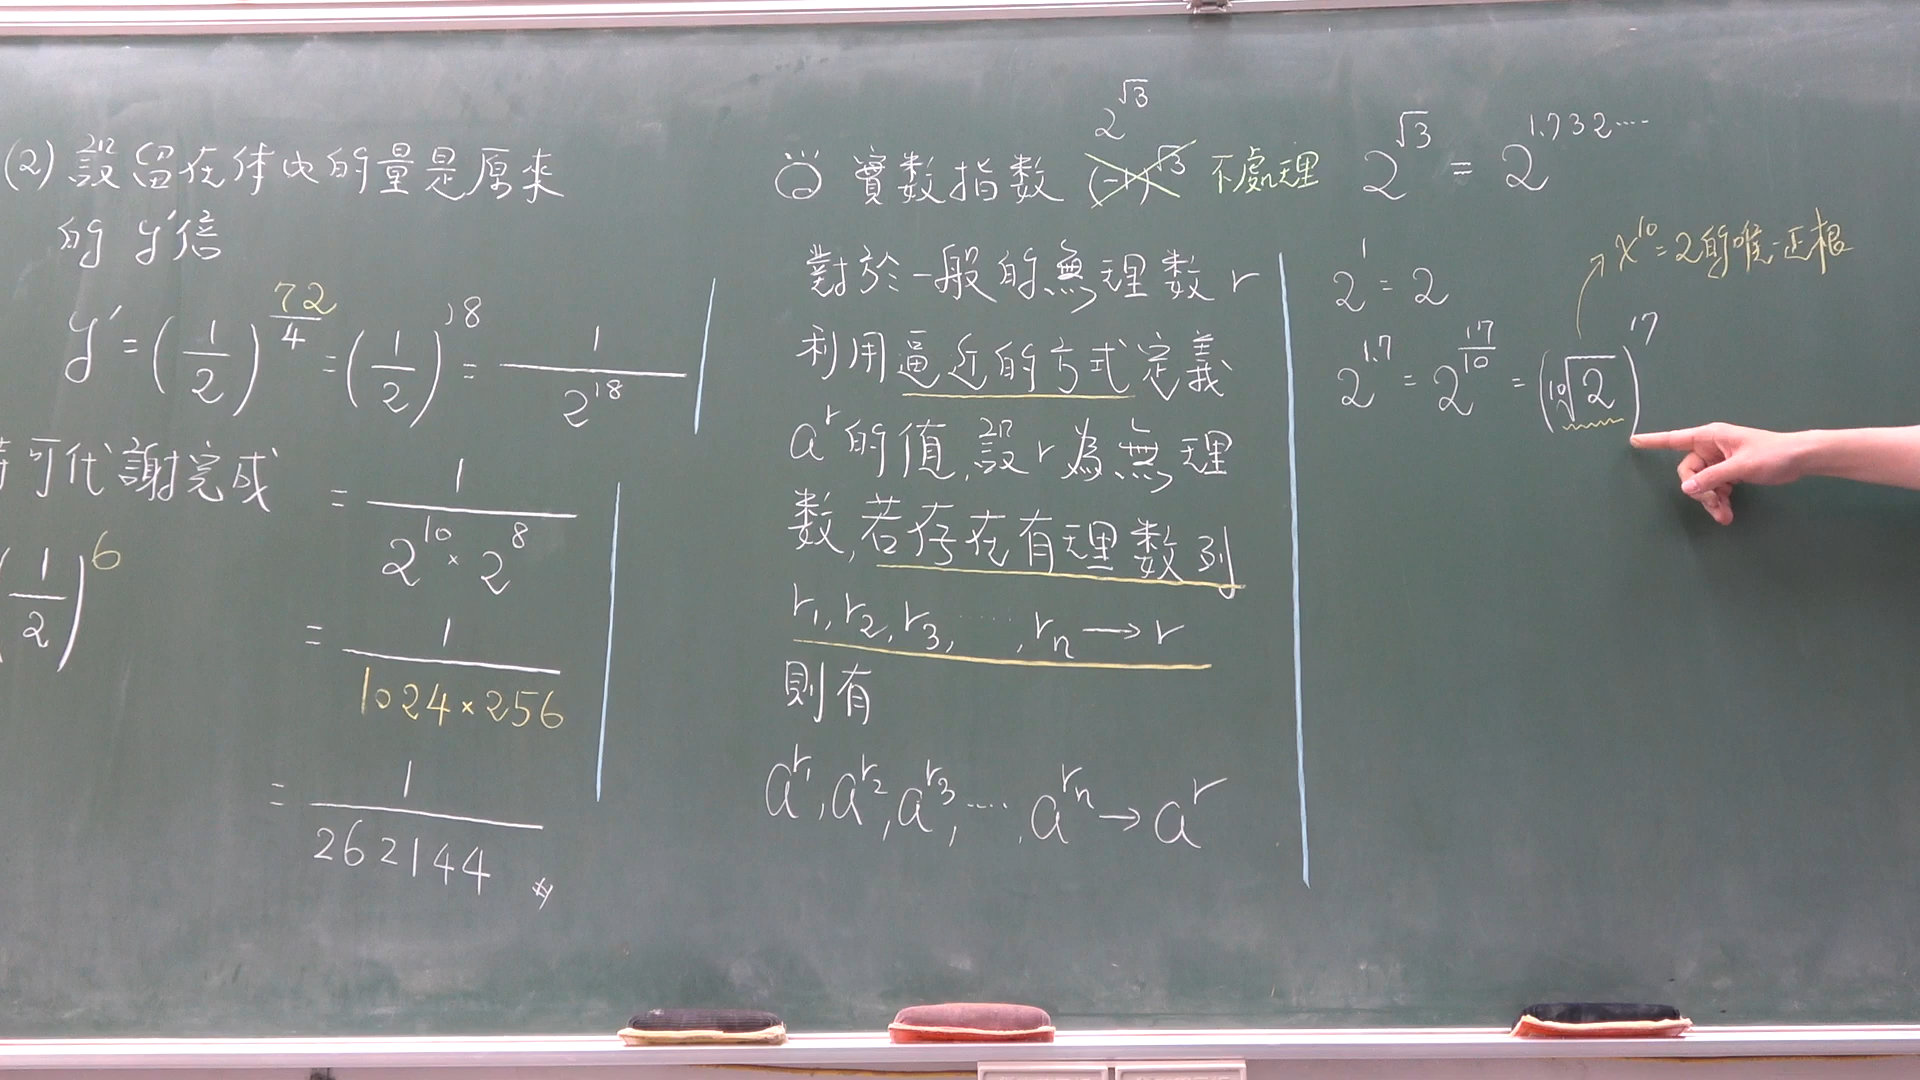 (2) 設留在体內的量是原來
的 y'倍
y' = (1/2)^(72/4) = (1/2)^18 = 1/2^18
可代謝完成
= 1/(2^10 × 2^8)
(1/2)^6
= 1/(1024×256)
= 1/262144
2^√3
實數指數 (-1)^√3 不處理
對於一般的無理數 r
利用逼近的方式定義
a^r 的值, 設 r 為無理
數, 若存在有理數列
r₁, r₂, r₃, ……, rₙ → r
則有
a^r₁, a^r₂, a^r₃, ……, a^rₙ → a^r
2^√3 = 2^1.732……
2^1 = 2
x^10 = 2的唯一正根
2^1.7 = 2^(17/10) = (¹⁰√2)^17